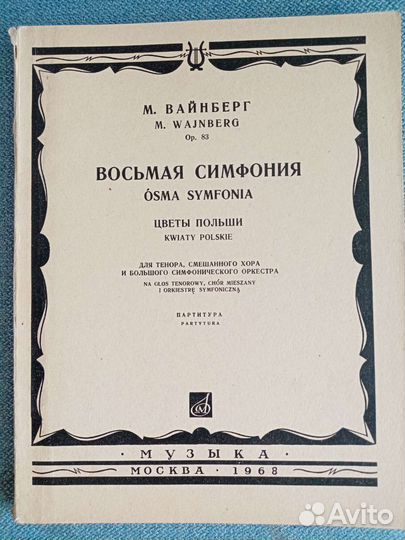 М. ВАЙНБЕРГ
M. WAJNBERG
Op. 83
ВОСЬМАЯ СИМФОНИЯ
ÓSMA SYMFONIA
ЦВЕТЫ ПОЛЬШИ
KWIATY POLSKIE
ДЛЯ ТЕНОРА, СМЕШАННОГО ХОРА
И БОЛЬШОГО СИМФОНИЧЕСКОГО ОРКЕСТРА
NA GŁOS TENOROWY, CHÓR MIESZANY
I ORKIESTRĘ SYMFONICZNĄ
ПАРТИТУРА
PARTYTURA
· МУЗЫКА ·
МОСКВА · 1968
Avito